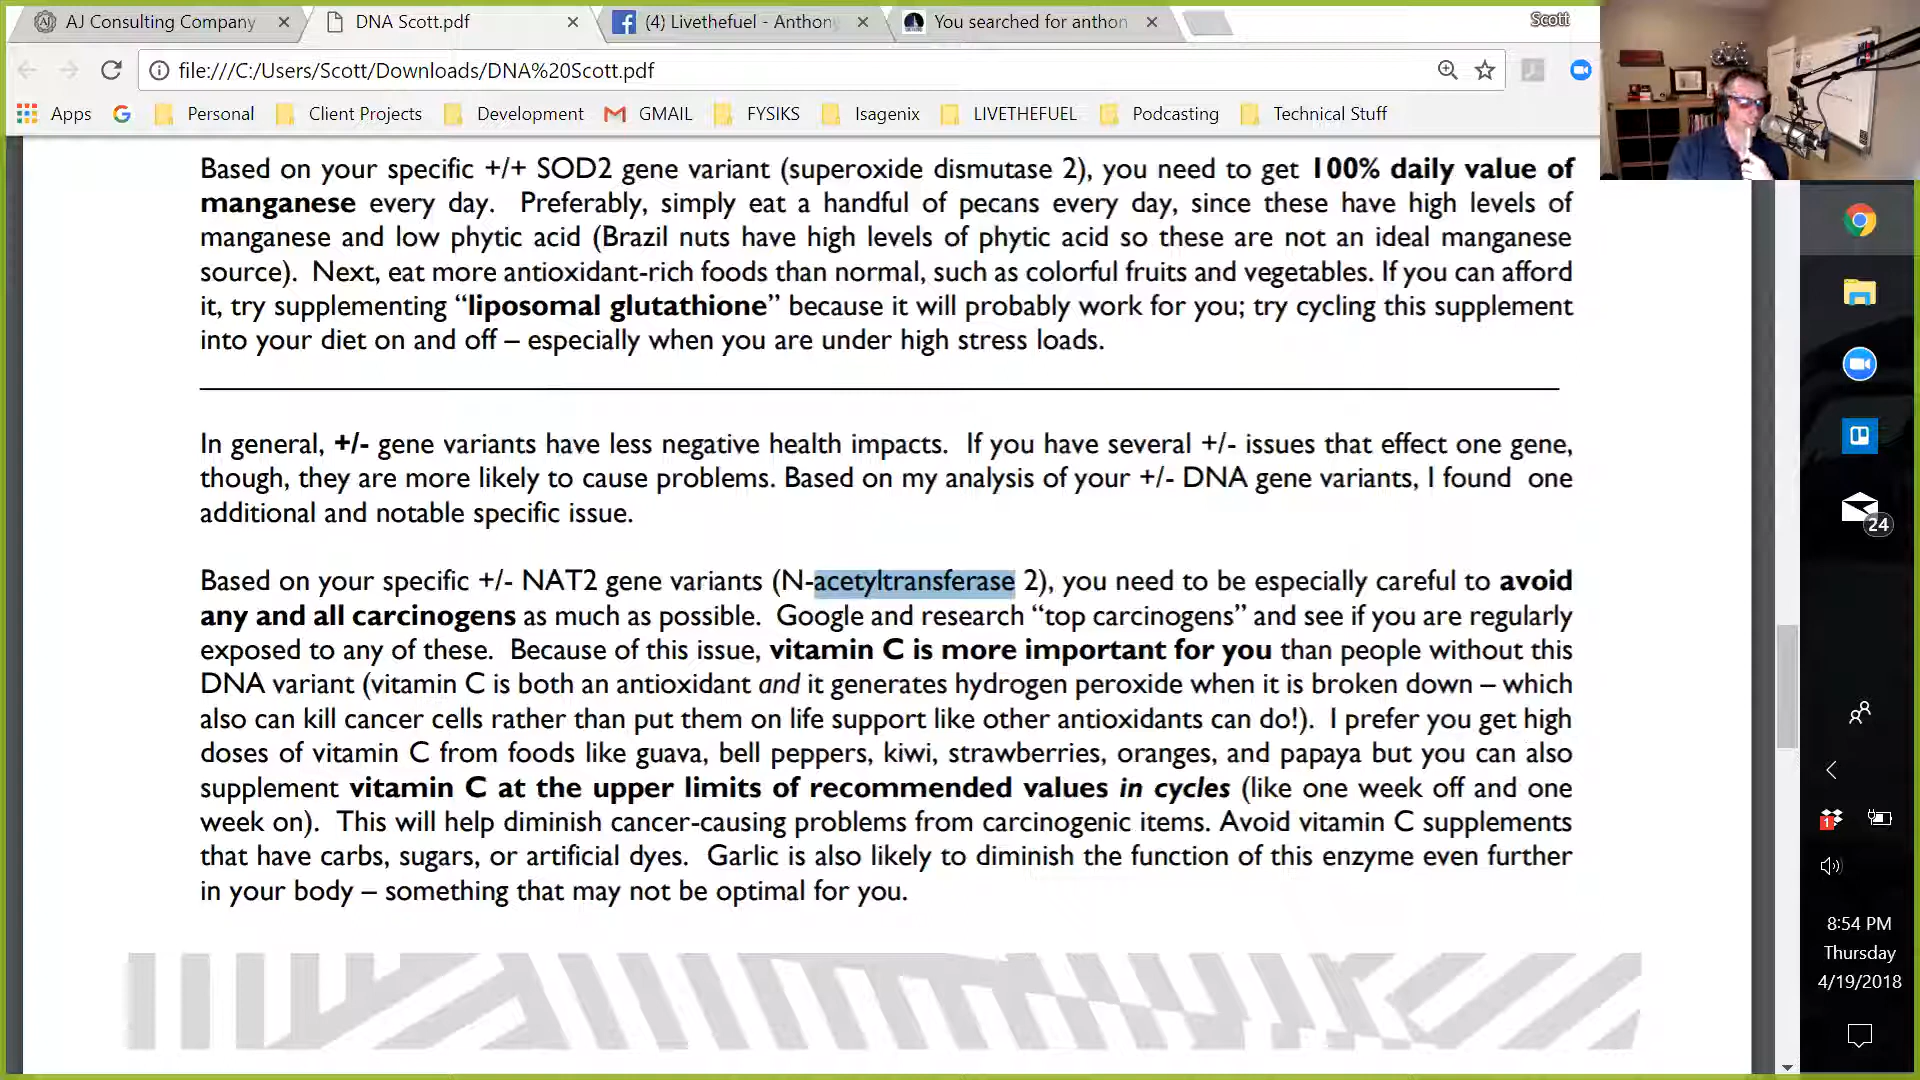 AJ Consulting Company
DNA Scott.pdf
(4) Livethefuel - Anthony
You searched for anthon
Scott
file:///C:/Users/Scott/Downloads/DNA%20Scott.pdf
Apps
Personal
Client Projects
Development
GMAIL
FYSIKS
Isagenix
LIVETHEFUEL
Podcasting
Technical Stuff
Based on your specific +/+ SOD2 gene variant (superoxide dismutase 2), you need to get 100% daily value of
manganese every day. Preferably, simply eat a handful of pecans every day, since these have high levels of
manganese and low phytic acid (Brazil nuts have high levels of phytic acid so these are not an ideal manganese
source). Next, eat more antioxidant-rich foods than normal, such as colorful fruits and vegetables. If you can afford
it, try supplementing “liposomal glutathione” because it will probably work for you; try cycling this supplement
into your diet on and off – especially when you are under high stress loads.
In general, +/- gene variants have less negative health impacts. If you have several +/- issues that effect one gene,
though, they are more likely to cause problems. Based on my analysis of your +/- DNA gene variants, I found one
additional and notable specific issue.
Based on your specific +/- NAT2 gene variants (N-acetyltransferase 2), you need to be especially careful to avoid
any and all carcinogens as much as possible. Google and research “top carcinogens” and see if you are regularly
exposed to any of these. Because of this issue, vitamin C is more important for you than people without this
DNA variant (vitamin C is both an antioxidant and it generates hydrogen peroxide when it is broken down – which
also can kill cancer cells rather than put them on life support like other antioxidants can do!). I prefer you get high
doses of vitamin C from foods like guava, bell peppers, kiwi, strawberries, oranges, and papaya but you can also
supplement vitamin C at the upper limits of recommended values in cycles (like one week off and one
week on). This will help diminish cancer-causing problems from carcinogenic items. Avoid vitamin C supplements
that have carbs, sugars, or artificial dyes. Garlic is also likely to diminish the function of this enzyme even further
in your body – something that may not be optimal for you.
24
1
8:54 PM
Thursday
4/19/2018